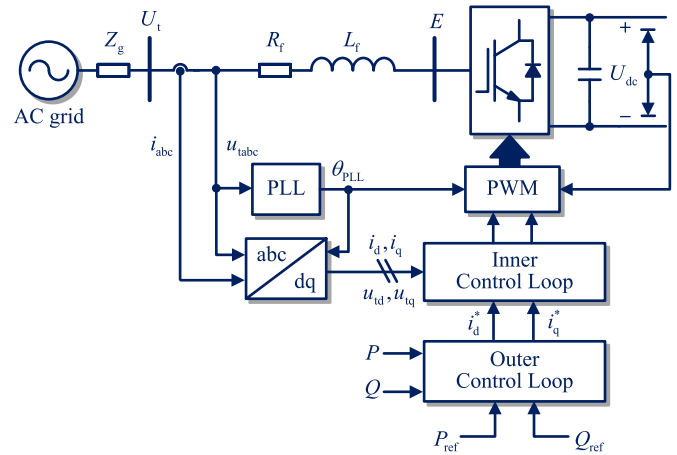 U_t
E
Z_g
R_f
L_f
+
U_dc
−
AC grid
i_abc
u_tabc
θ_PLL
PLL
PWM
abc
dq
i_d, i_q
u_td, u_tq
Inner
Control Loop
i_d^*
i_q^*
P
Q
Outer
Control Loop
P_ref
Q_ref